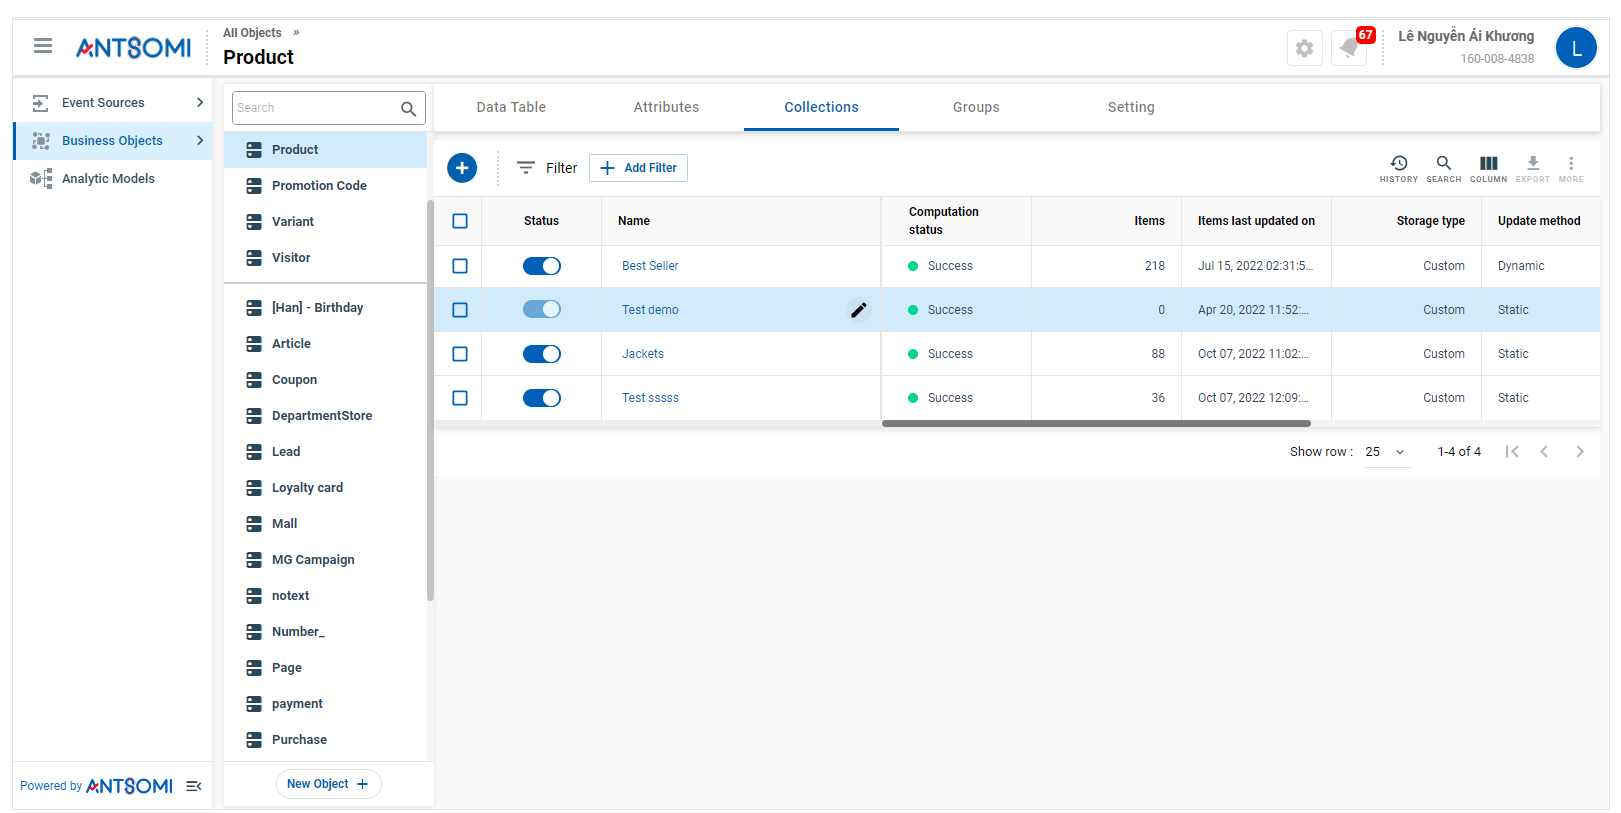 ANTSOMI
All Objects »
Product
67
Lê Nguyễn Ái Khương
160-008-4838
L
Event Sources
Business Objects
Analytic Models
Powered by ANTSOMI
Search
Product
Promotion Code
Variant
Visitor
[Han] - Birthday
Article
Coupon
DepartmentStore
Lead
Loyalty card
Mall
MG Campaign
notext
Number_
Page
payment
Purchase
New Object +
Data Table Attributes Collections Groups Setting
Filter + Add Filter
HISTORY SEARCH COLUMN EXPORT MORE
Status Name Computation status Items Items last updated on Storage type Update method
Best Seller Success 218 Jul 15, 2022 02:31:5... Custom Dynamic
Test demo Success 0 Apr 20, 2022 11:52:... Custom Static
Jackets Success 88 Oct 07, 2022 11:02:... Custom Static
Test sssss Success 36 Oct 07, 2022 12:09:... Custom Static
Show row : 25 1-4 of 4